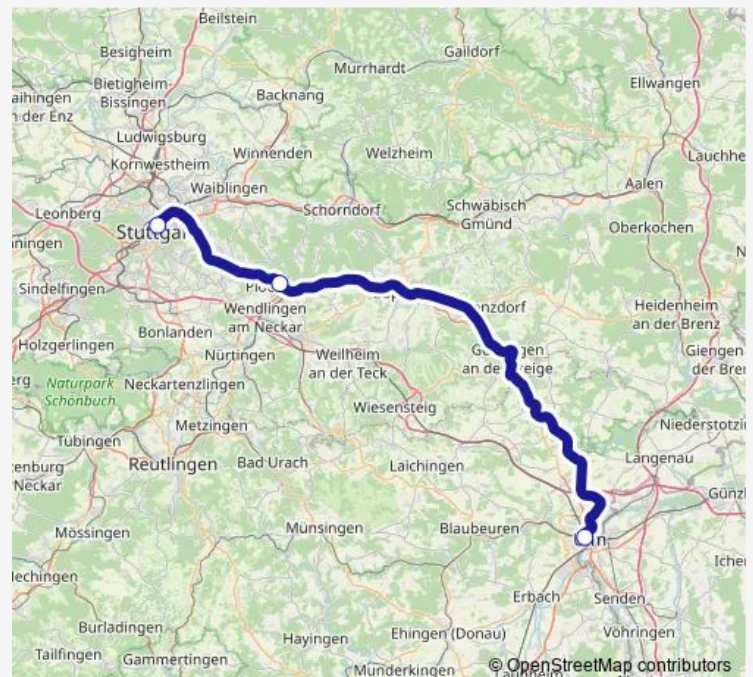 Beilstein
Besigheim
Gaildorf
Murrhardt
Bietigheim-
Bissingen
Ellwangen
Backnang
Ludwigsburg
Kornwestheim
Winnenden
Welzheim
Waiblingen
Aalen
Leonberg
Schorndorf
Schwäbisch
Gmünd
Oberkochen
Sindelfingen
Wendlingen
am Neckar
Heidenheim
an der Brenz
Bonlanden
Holzgerlingen
Nürtingen
Weilheim
an der Teck
Naturpark
Schönbuch
Neckartenzlingen
Wiesensteig
Metzingen
Tübingen
Reutlingen
Bad Urach
Laichingen
Langenau
Mössingen
Münsingen
Blaubeuren
Erbach
Senden
Burladingen
Hayingen
Ehingen (Donau)
Vöhringen
Tailfingen
Gammertingen
Munderkingen
© OpenStreetMap contributors